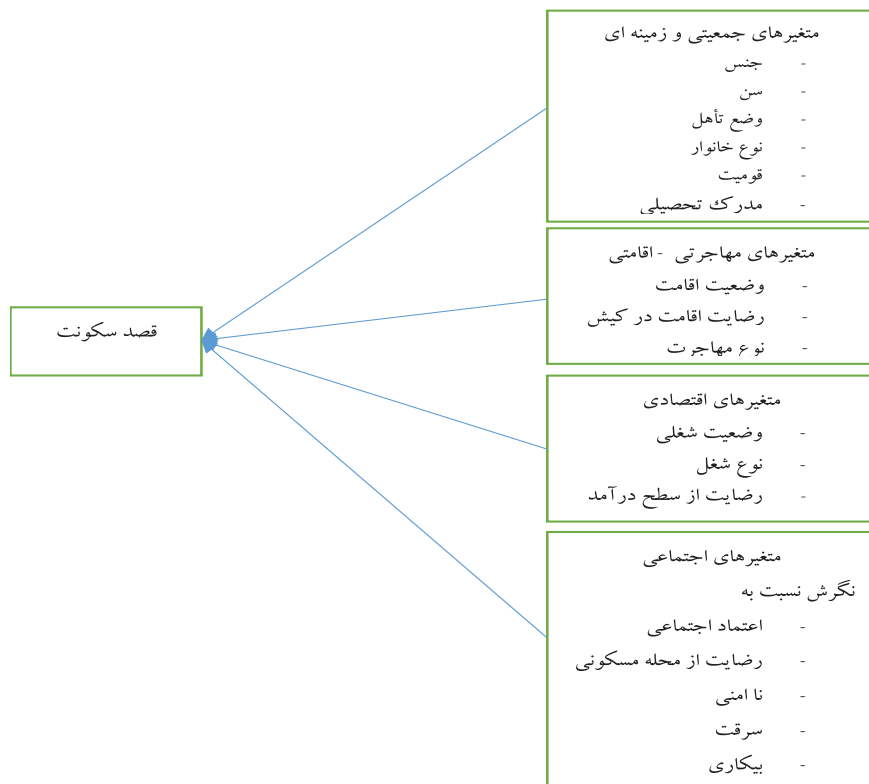 متغیرهای جمعیتی و زمینه ای
- جنس
- سن
- وضع تأهل
- نوع خانوار
- قومیت
- مدرک تحصیلی
متغیرهای مهاجرتی - اقامتی
- وضعیت اقامت
- رضایت اقامت در کیش
- نوع مهاجرت
متغیرهای اقتصادی
- وضعیت شغلی
- نوع شغل
- رضایت از سطح درآمد
متغیرهای اجتماعی
نگرش نسبت به
- اعتماد اجتماعی
- رضایت از محله مسکونی
- نا امنی
- سرقت
- بیکاری
قصد سکونت